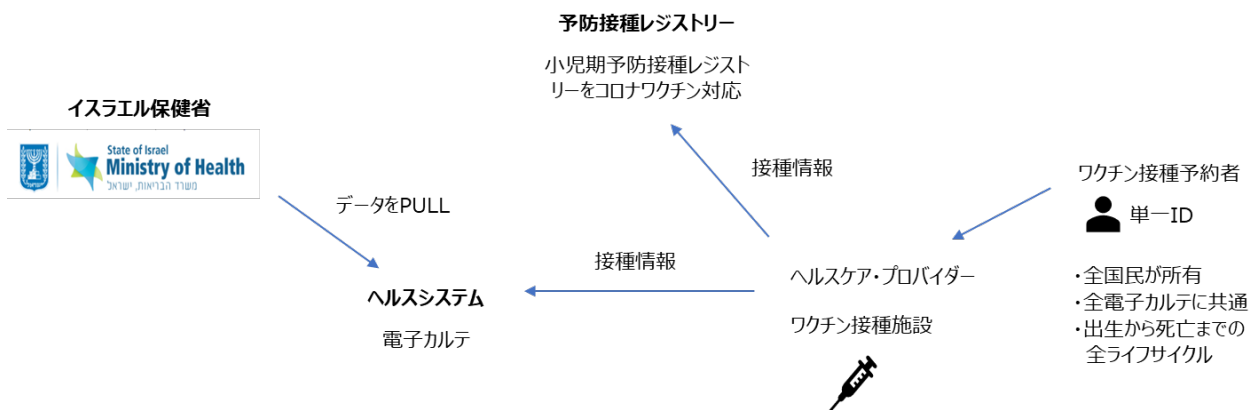 予防接種レジストリー
小児期予防接種レジスト
リーをコロナワクチン対応
イスラエル保健省
State of Israel
Ministry of Health
משרד הבריאות, ישראל
データをPULL
接種情報
ワクチン接種予約者
単一ID
接種情報
ヘルスケア・プロバイダー
ワクチン接種施設
ヘルスシステム
電子カルテ
・全国民が所有
・全電子カルテに共通
・出生から死亡までの
全ライフサイクル